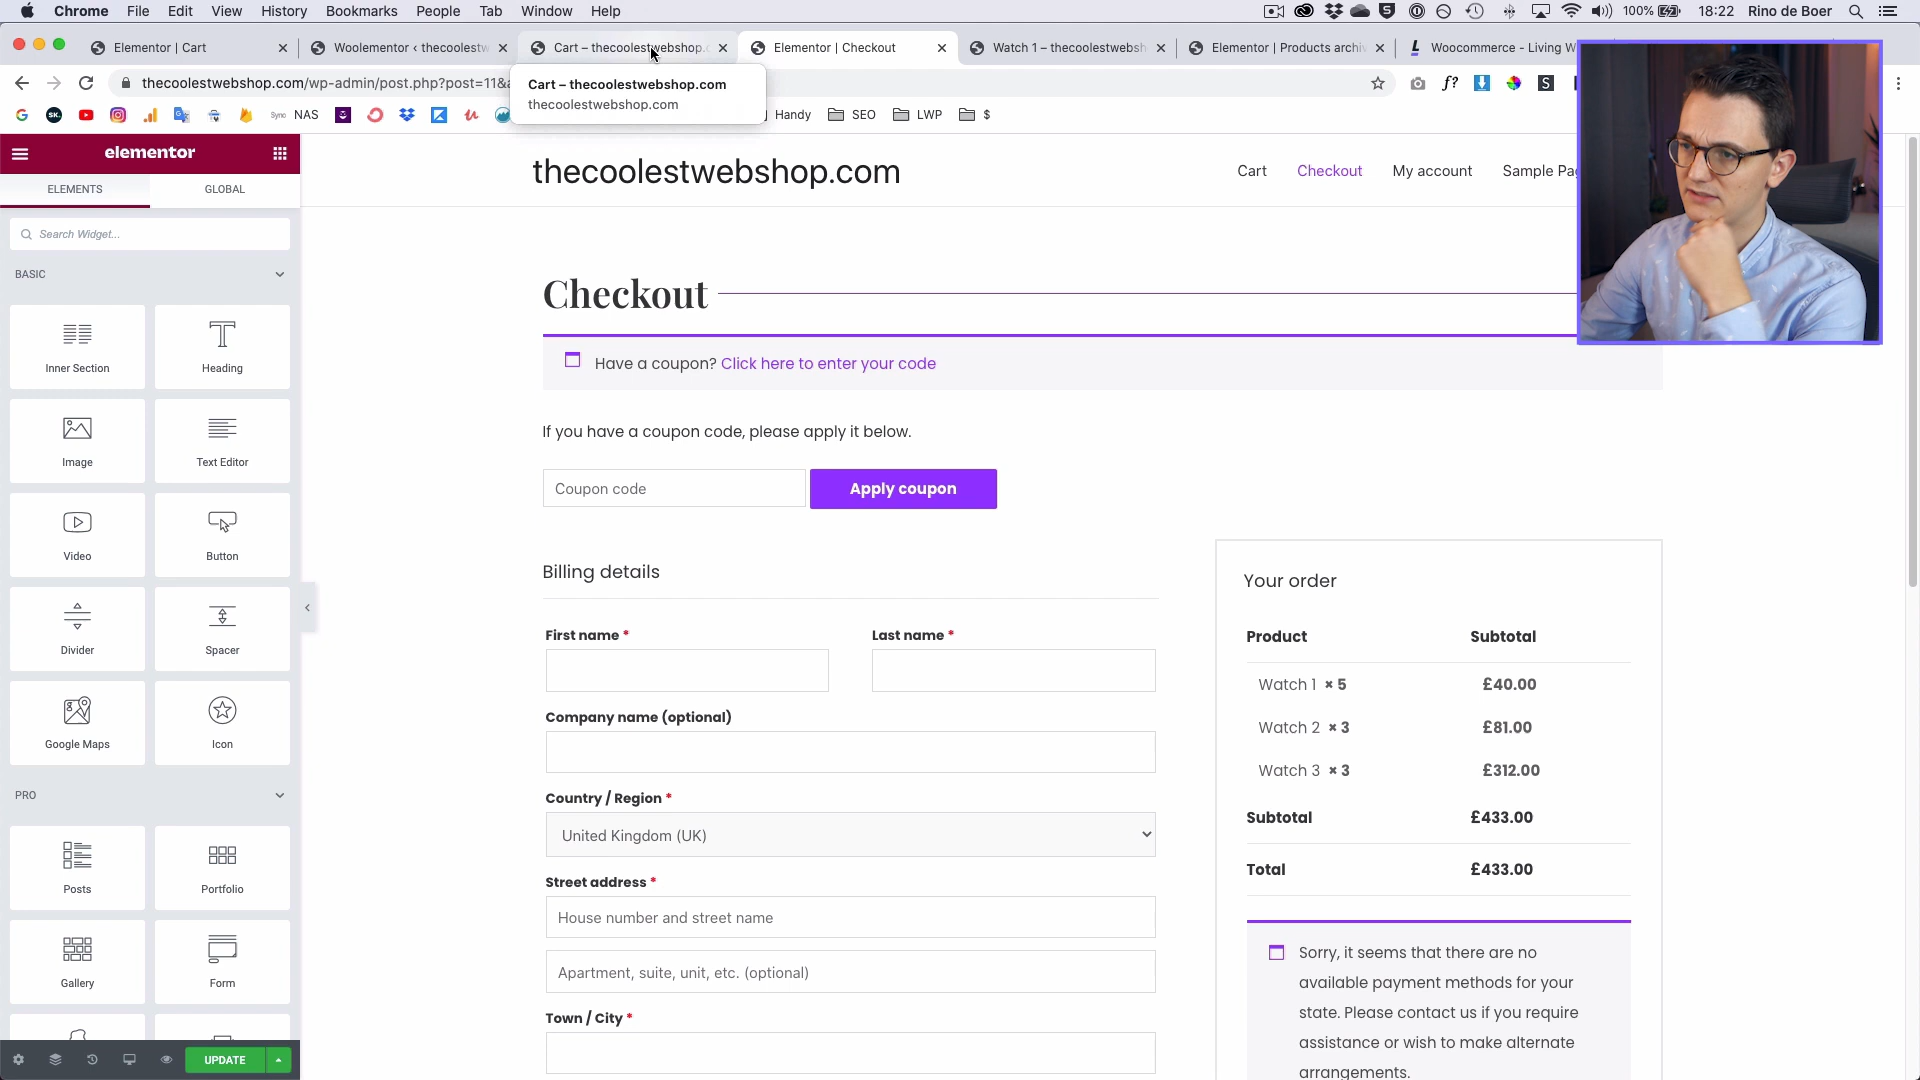 Chrome File Edit View History Bookmarks People Tab Window Help 100% 18:22 Rino de Boer
Elementor | Cart
Woolementor ‹ thecoolestw
Cart – thecoolestwebshop.c
Elementor | Checkout
Watch 1 – thecoolestwebsh
Elementor | Products archiv
Woocommerce - Living W
thecoolestwebshop.com/wp-admin/post.php?post=11&a
Cart – thecoolestwebshop.com
thecoolestwebshop.com
NAS
Handy
SEO
LWP
$
elementor
ELEMENTS GLOBAL
Search Widget...
BASIC
Inner Section
Heading
Image
Text Editor
Video
Button
Divider
Spacer
Google Maps
Icon
PRO
Posts
Portfolio
Gallery
Form
UPDATE
thecoolestwebshop.com
Cart Checkout My account Sample Pag
Checkout
Have a coupon? Click here to enter your code
If you have a coupon code, please apply it below.
Coupon code
Apply coupon
Billing details
First name *
Last name *
Company name (optional)
Country / Region *
United Kingdom (UK)
Street address *
House number and street name
Apartment, suite, unit, etc. (optional)
Town / City *
Your order
Product Subtotal
Watch 1 × 5 £40.00
Watch 2 × 3 £81.00
Watch 3 × 3 £312.00
Subtotal £433.00
Total £433.00
Sorry, it seems that there are no
available payment methods for your
state. Please contact us if you require
assistance or wish to make alternate
arrangements.